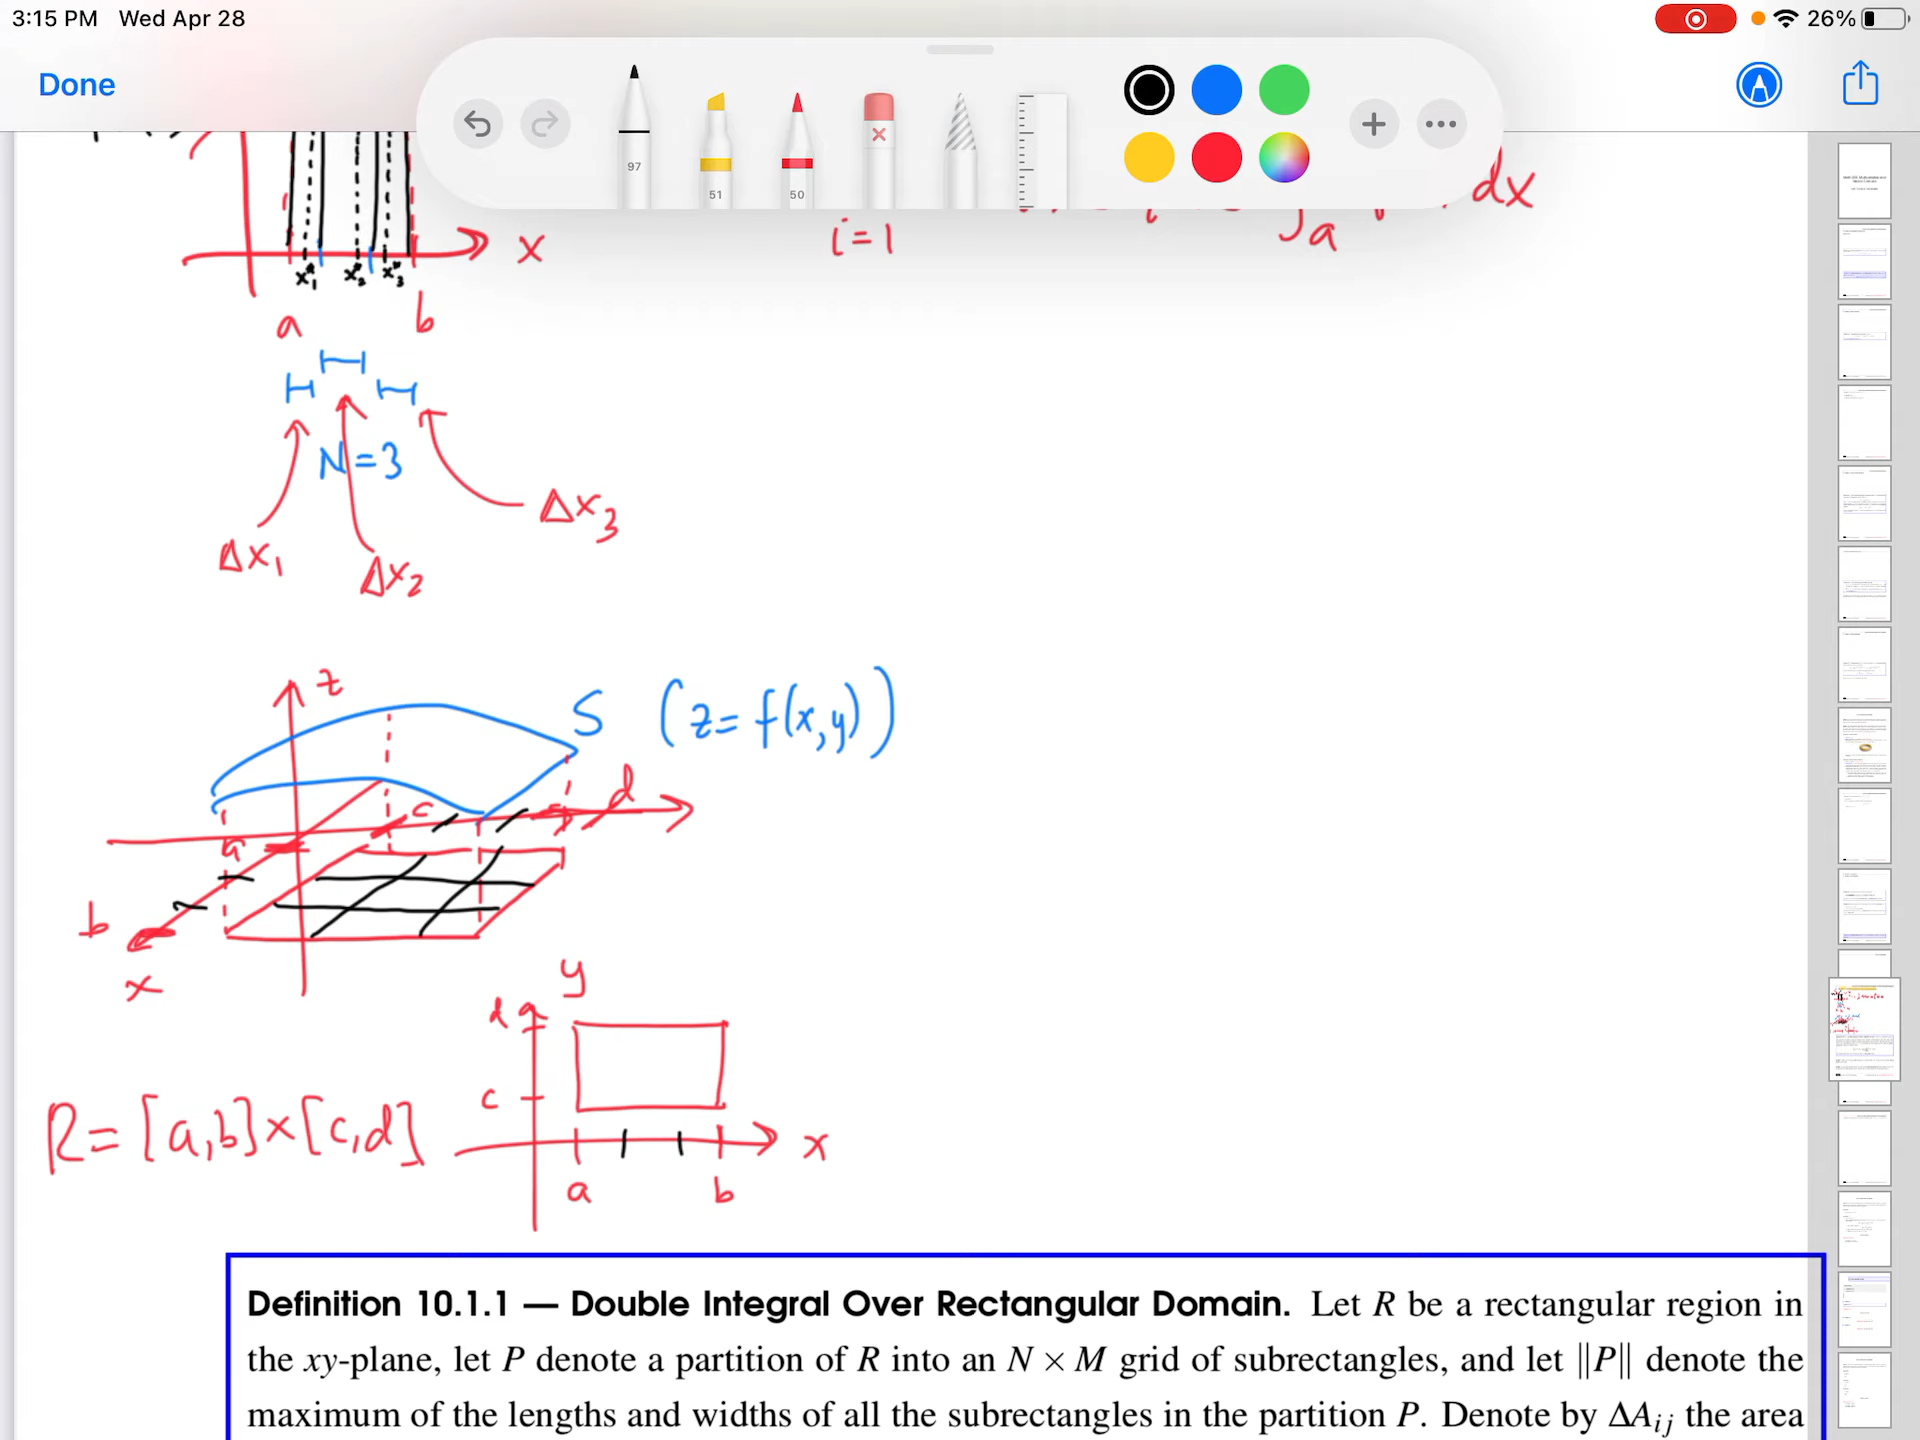 3:15 PM Wed Apr 28
26%
Done
97
51
50
dx
i=1
∫a
x
x₁* x₂* x₃*
a b
N=3
Δx₁
Δx₂
Δx₃
z
S (z=f(x,y))
c d
a
b
x
y
d
c
R=[a,b]×[c,d]
x
a b
Definition 10.1.1 — Double Integral Over Rectangular Domain. Let R be a rectangular region in
the xy-plane, let P denote a partition of R into an N × M grid of subrectangles, and let ‖P‖ denote the
maximum of the lengths and widths of all the subrectangles in the partition P. Denote by ΔAᵢⱼ the area